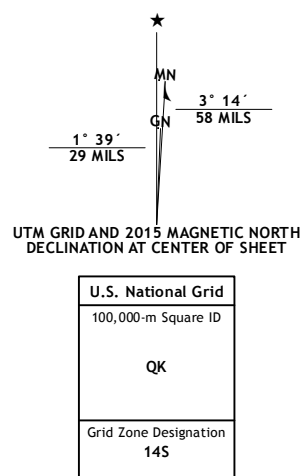 ★
MN
3° 14´
GN
58 MILS
1° 39´
29 MILS
UTM GRID AND 2015 MAGNETIC NORTH
DECLINATION AT CENTER OF SHEET
U.S. National Grid
100,000-m Square ID
QK
Grid Zone Designation
14S